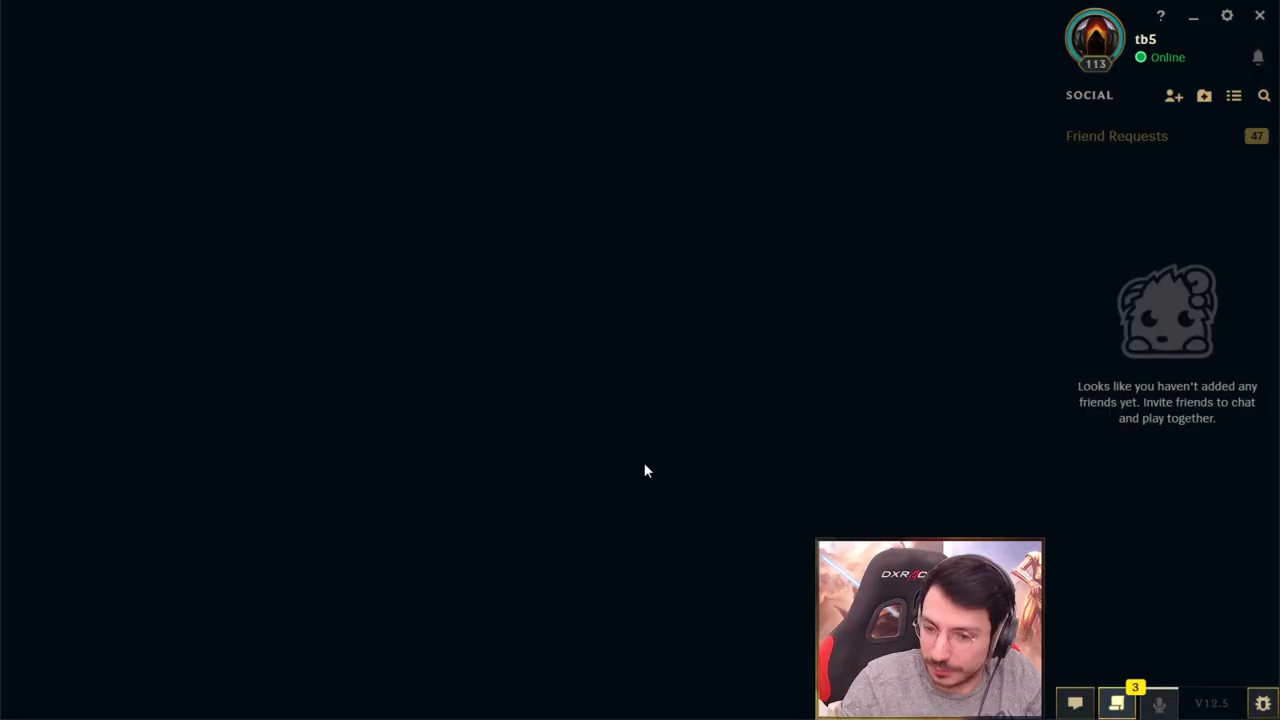 ?
tb5
Online
113
SOCIAL
Friend Requests
47
Looks like you haven't added any
friends yet. Invite friends to chat
and play together.
DXRAC
3
V12.5